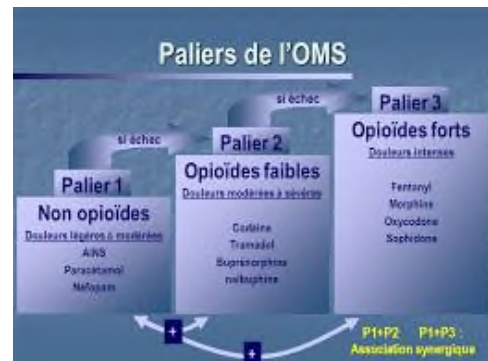 Paliers de l'OMS
si échec
si échec
Palier 1
Non opioïdes
Douleurs légères à modérées
AINS
Paracétamol
Nefopam
Palier 2
Opioïdes faibles
Douleurs modérées à sévères
Codéine
Tramadol
Buprenorphine
nalbuphine
Palier 3
Opioïdes forts
Douleurs intenses
Fentanyl
Morphine
Oxycodone
Sophidone
+
+
P1+P2 P1+P3 :
Association synergique